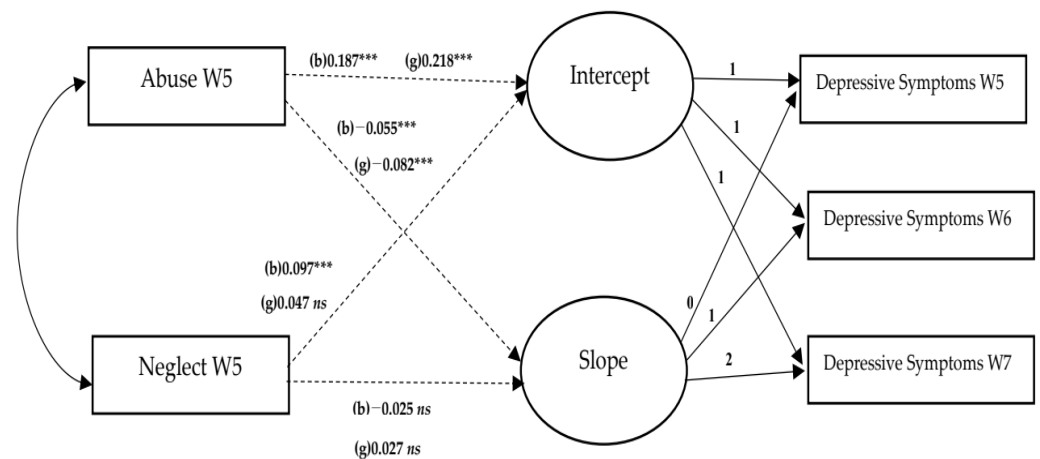 Abuse W5
(b)0.187*** (g)0.218***
Intercept
1
Depressive Symptoms W5
(b)−0.055***
(g)−0.082***
1
1
Depressive Symptoms W6
(b)0.097***
(g)0.047 ns
0
1
Neglect W5
Slope
2
Depressive Symptoms W7
(b)−0.025 ns
(g)0.027 ns